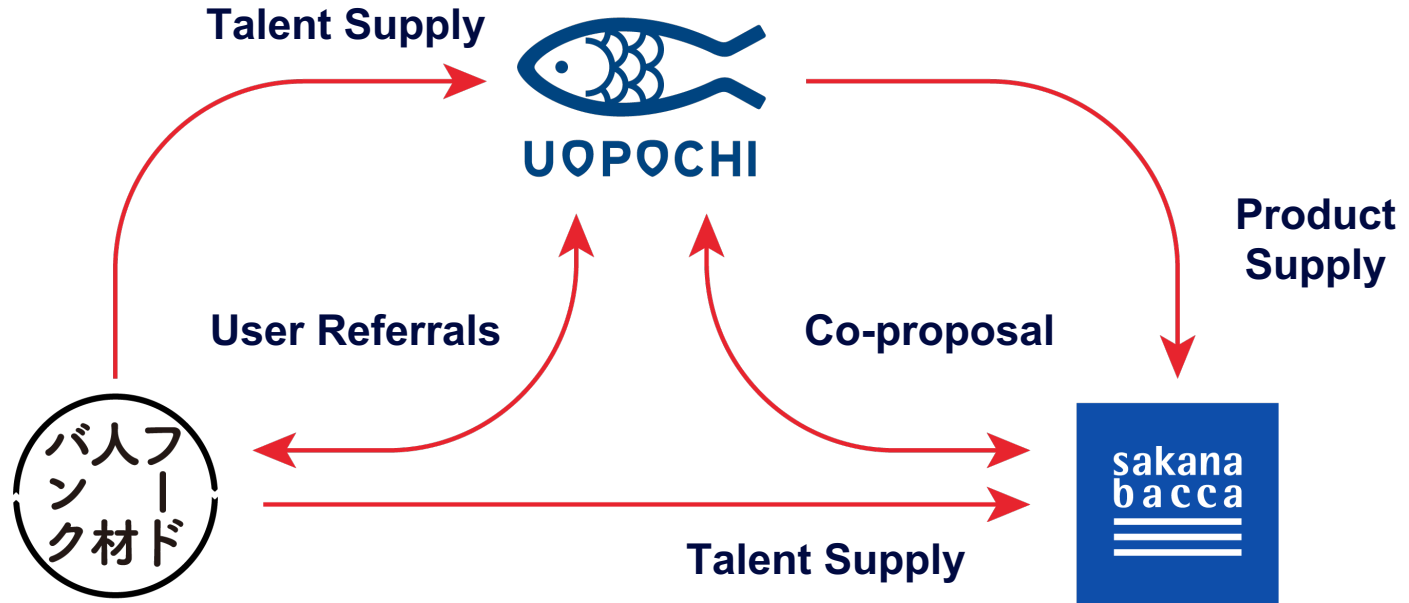 Talent Supply
UOPOCHI
Product
Supply
User Referrals
Co-proposal
フード
人材
バンク
sakana
bacca
Talent Supply